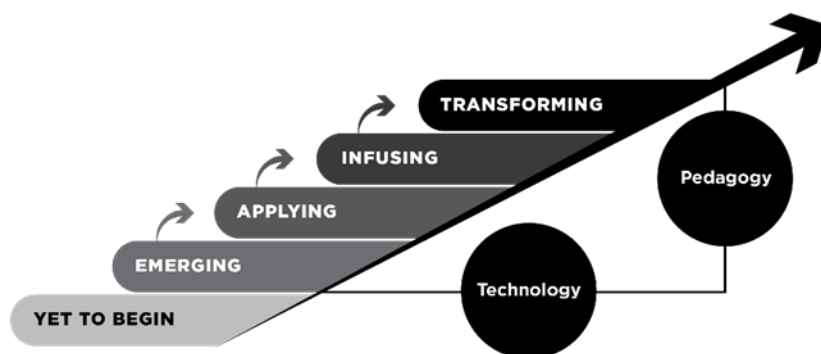 TRANSFORMING
INFUSING
Pedagogy
APPLYING
EMERGING
Technology
YET TO BEGIN